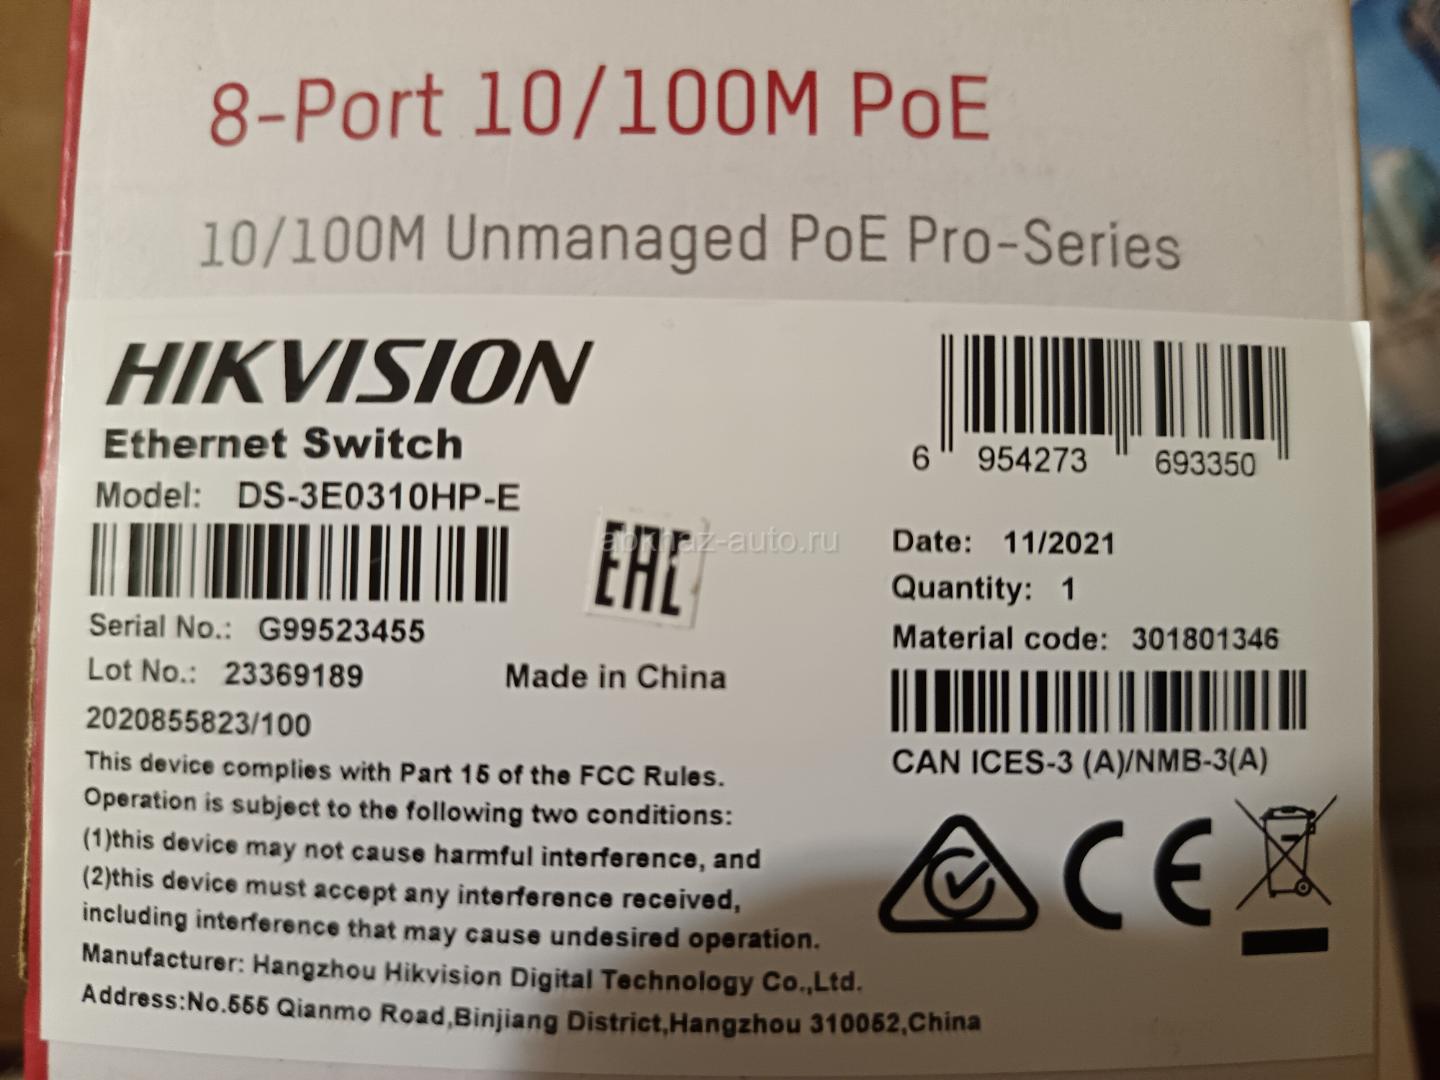 8-Port 10/100M PoE
10/100M Unmanaged PoE Pro-Series
HIKVISION
Ethernet Switch
Model: DS-3E0310HP-E
6 954273 693350
EAC
abkhaz-auto.ru
Serial No.: G99523455
Lot No.: 23369189
Made in China
2020855823/100
Date: 11/2021
Quantity: 1
Material code: 301801346
CAN ICES-3 (A)/NMB-3(A)
This device complies with Part 15 of the FCC Rules.
Operation is subject to the following two conditions:
(1)this device may not cause harmful interference, and
(2)this device must accept any interference received,
including interference that may cause undesired operation.
Manufacturer: Hangzhou Hikvision Digital Technology Co.,Ltd.
Address:No.555 Qianmo Road,Binjiang District,Hangzhou 310052,China
CE